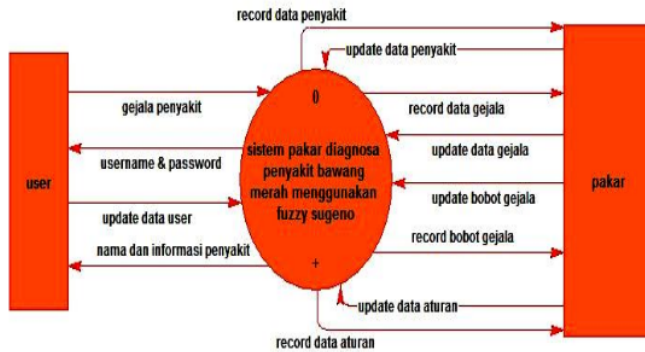 record data penyakit
update data penyakit
0
gejala penyakit
record data gejala
sistem pakar diagnosa
penyakit bawang
merah menggunakan
fuzzy sugeno
update data gejala
username & password
user
pakar
update bobot gejala
update data user
record bobot gejala
nama dan informasi penyakit
+
update data aturan
record data aturan